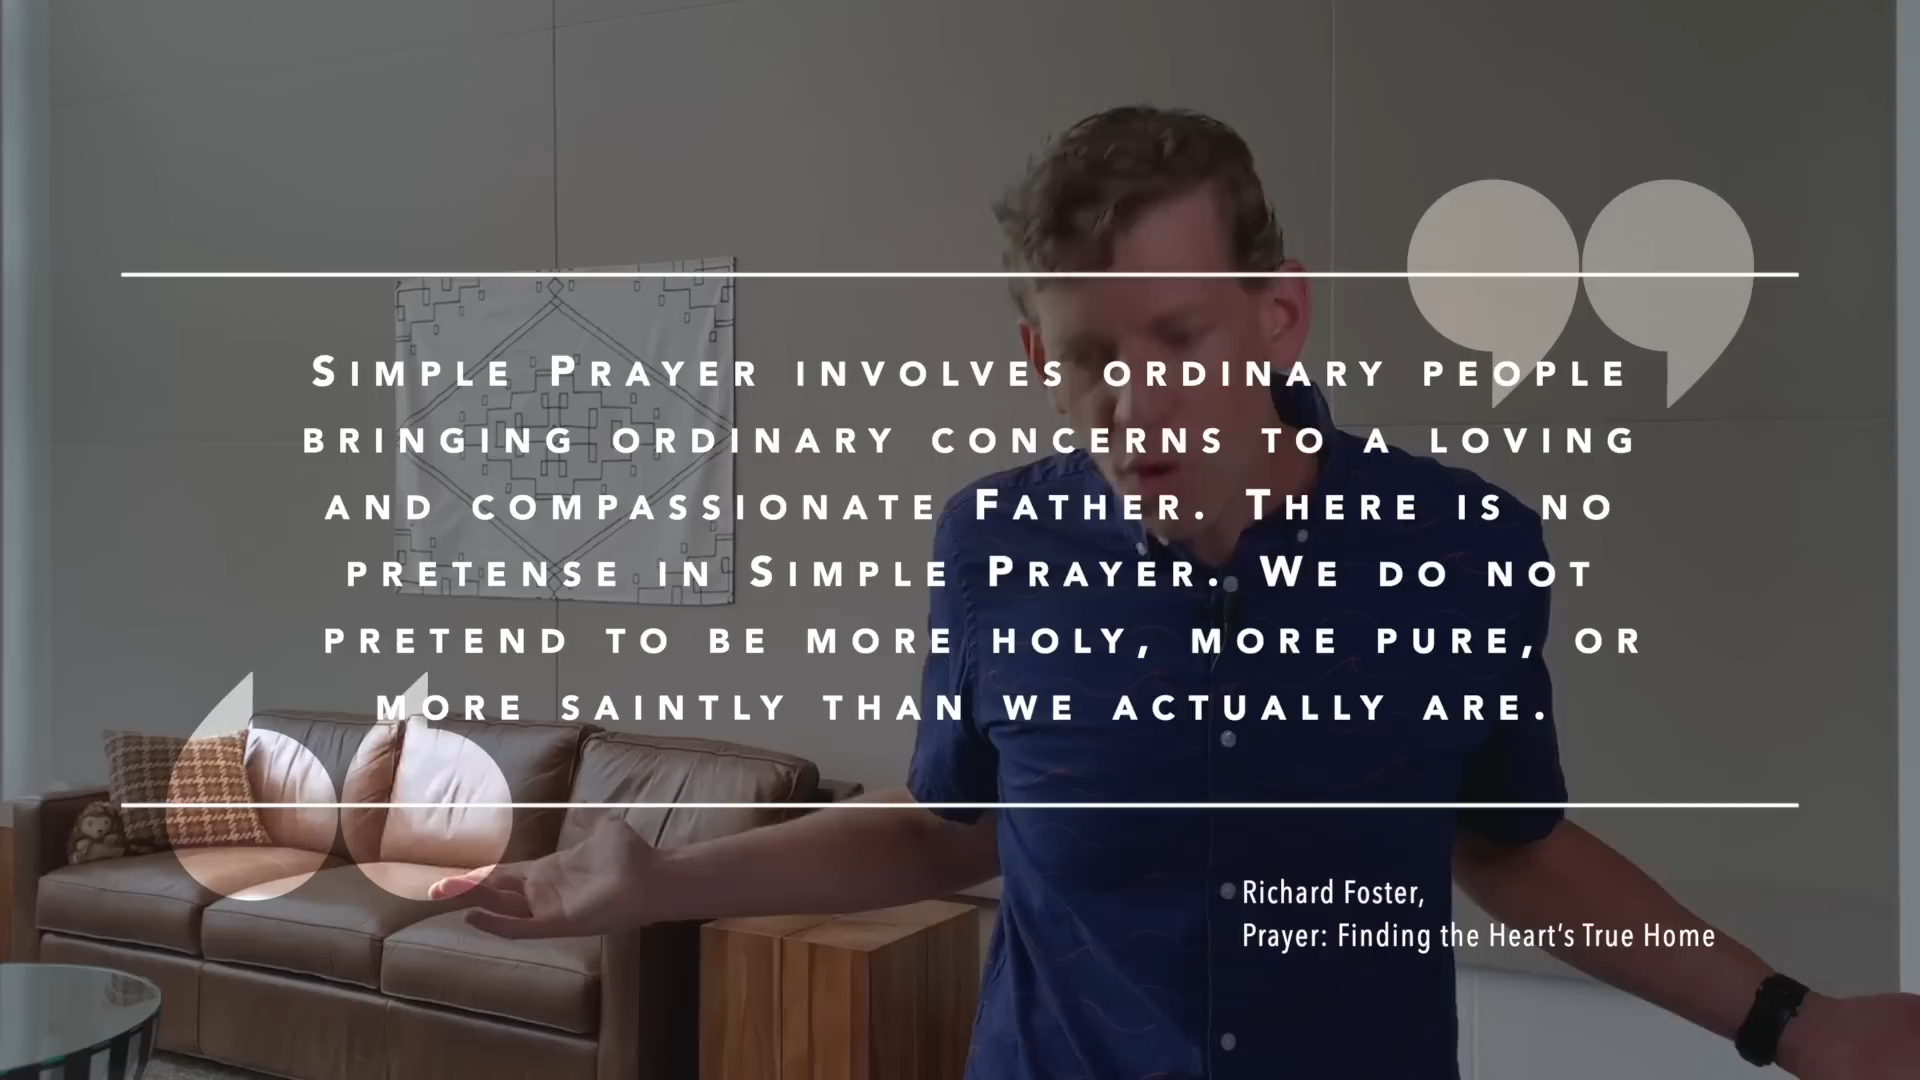 Simple Prayer involves ordinary people
bringing ordinary concerns to a loving
and compassionate Father. There is no
pretense in Simple Prayer. We do not
pretend to be more holy, more pure, or
more saintly than we actually are.
Richard Foster,
Prayer: Finding the Heart’s True Home